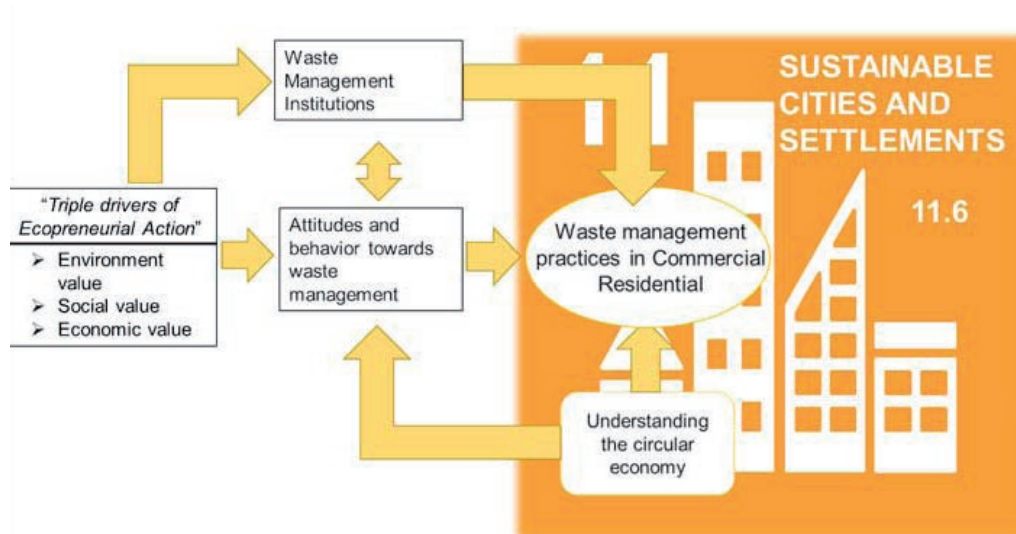 Waste
Management
Institutions
SUSTAINABLE
CITIES AND
SETTLEMENTS
11.6
"Triple drivers of
Ecopreneurial Action"
➢ Environment
value
➢ Social value
➢ Economic value
Attitudes and
behavior towards
waste
management
Waste management
practices in Commercial
Residential
Understanding
the circular
economy